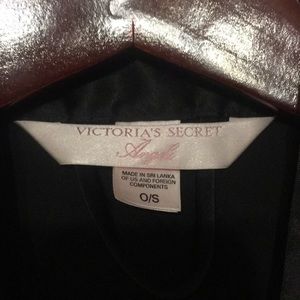 VICTORIA'S SECRET
Angels
MADE IN SRI LANKA
OF US AND FOREIGN
COMPONENTS
O/S